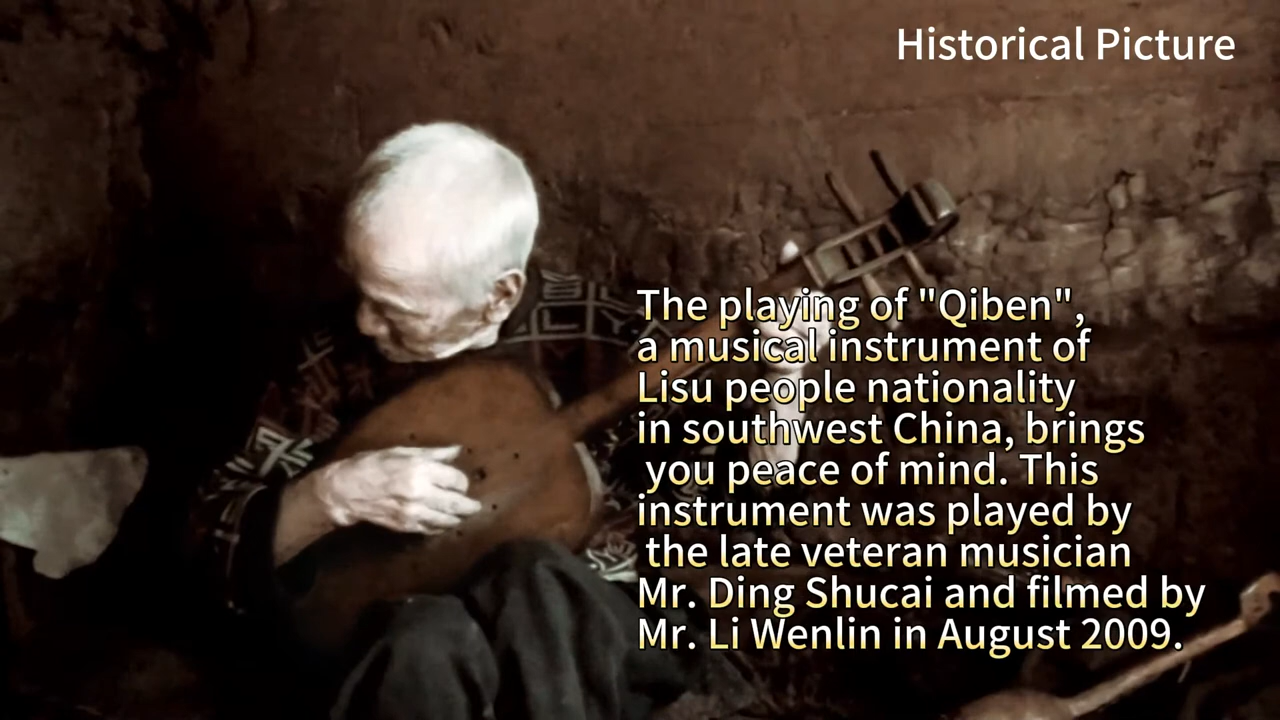 Historical Picture
The playing of "Qiben",
a musical instrument of
Lisu people nationality
in southwest China, brings
you peace of mind. This
instrument was played by
the late veteran musician
Mr. Ding Shucai and filmed by
Mr. Li Wenlin in August 2009.